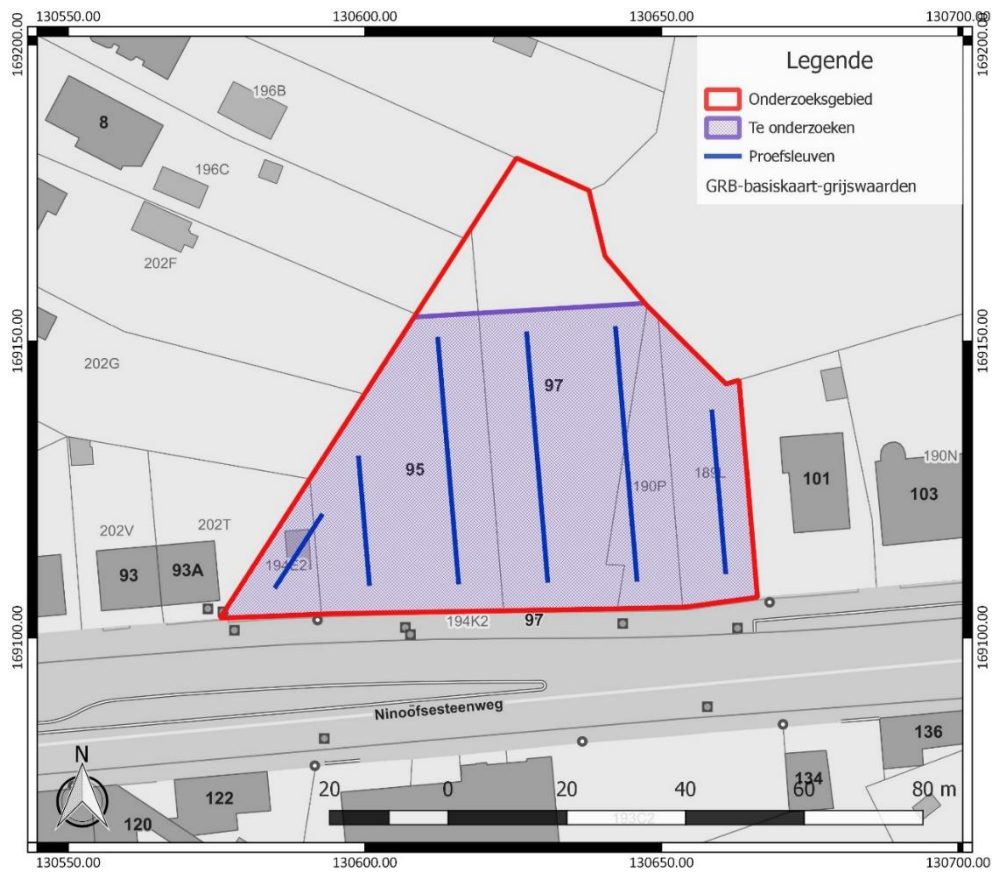 130550.00 130600.00 130650.00 130700.00
169200.00 169200.00
Legende
Onderzoeksgebied
Te onderzoeken
Proefsleuven
GRB-basiskaart-grijswaarden
196B
8
196C
202F
169150.00 169150.00
202G
97
95
190P
189L
101
190N
103
202V
202T
93
93A
194E2
194K2
97
169100.00 169100.00
Ninoofsesteenweg
136
134
122
120
N
20 0 20 40 60 80 m
193C2
130550.00 130600.00 130650.00 130700.00